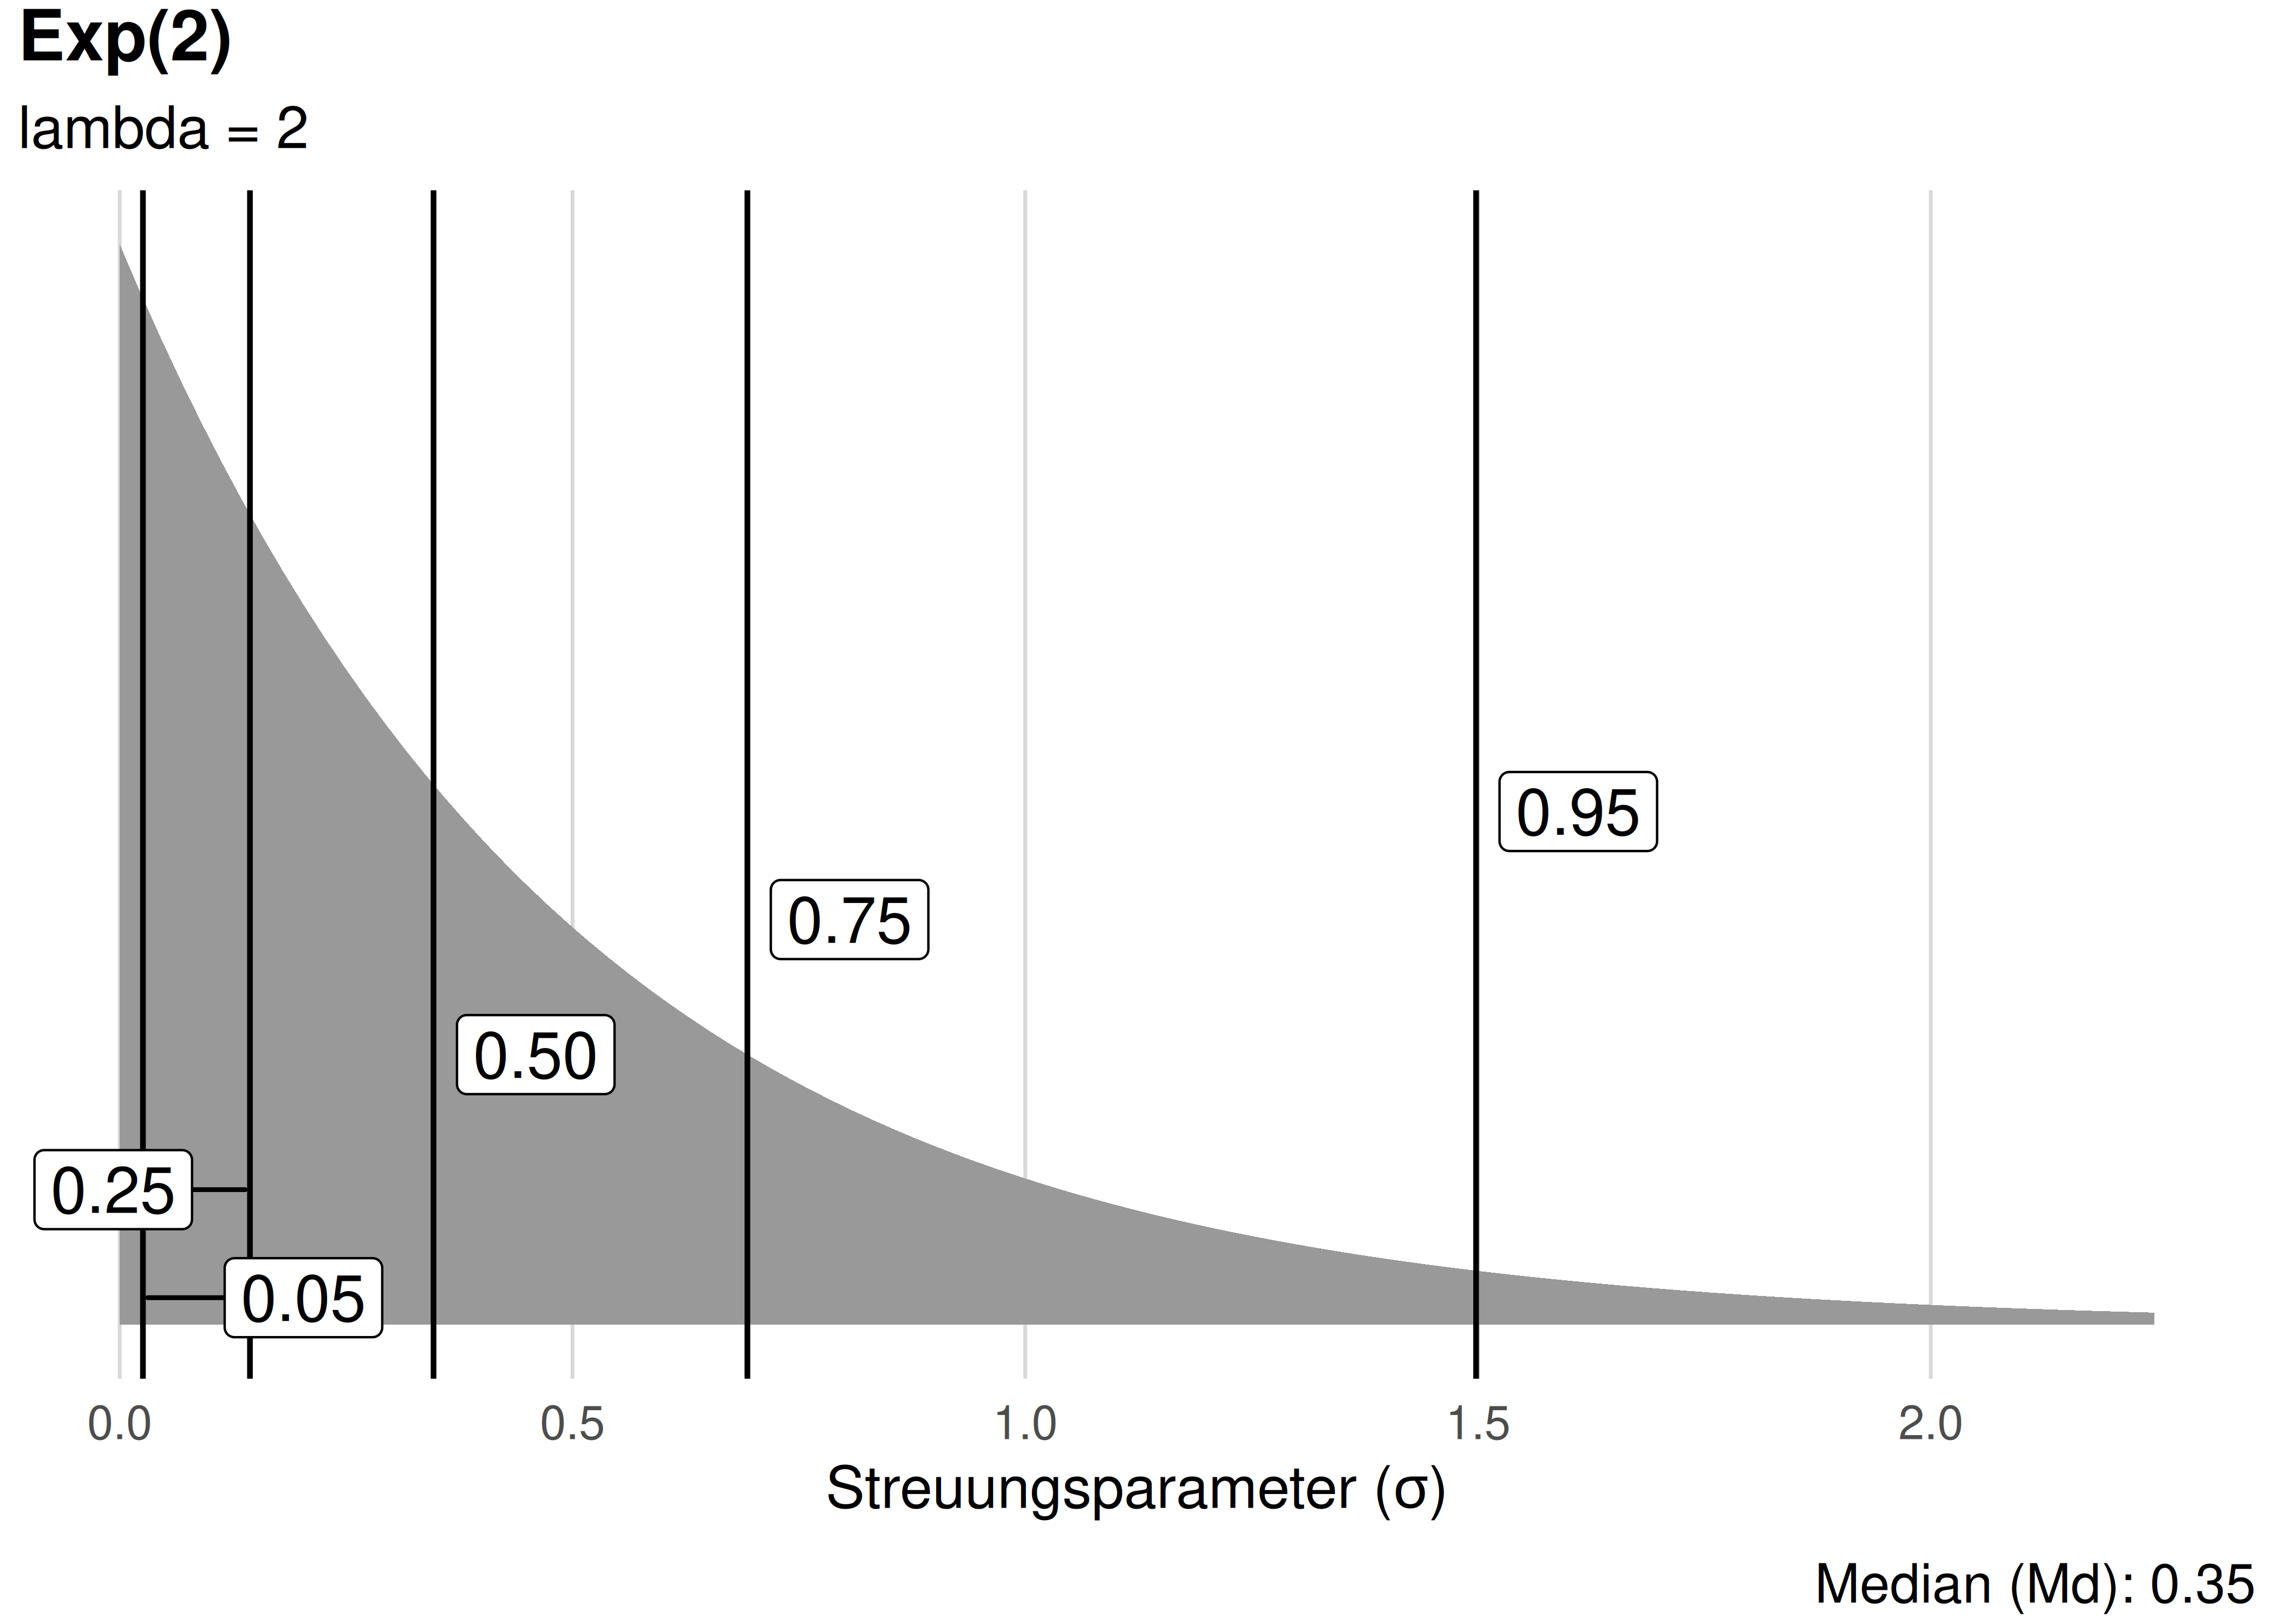 Exp(2)
lambda = 2
0.95
0.75
0.50
0.25
0.05
0.0 0.5 1.0 1.5 2.0
Streuungsparameter (σ)
Median (Md): 0.35